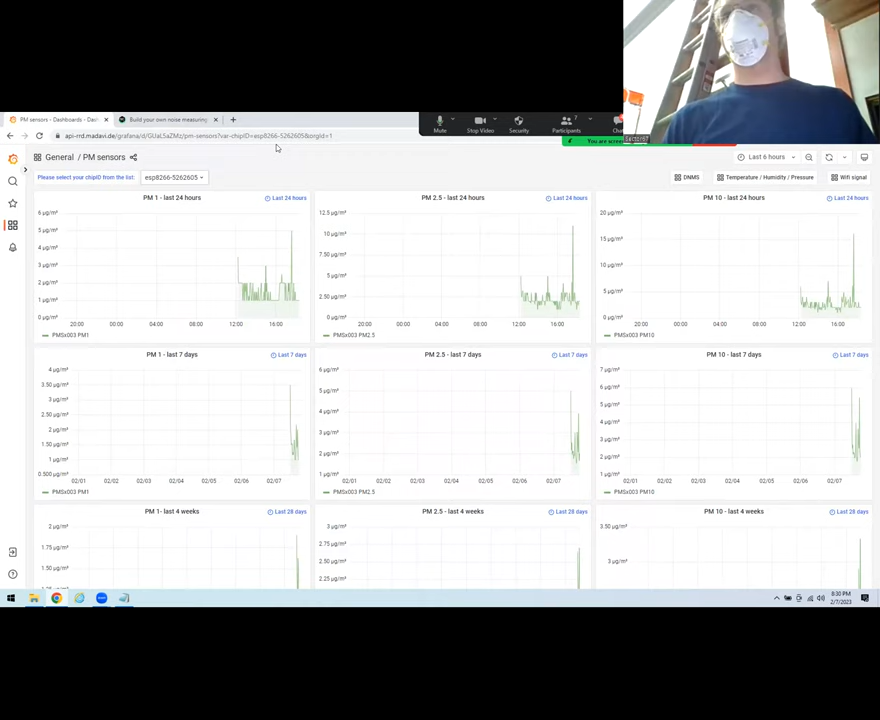 PM sensors - Dashboards - Das
Build your own noise measuring
api-rrd.madavi.de/grafana/d/GUaL5aZMz/pm-sensors?var-chipID=esp8266-5262605&orgId=1
Mute
Stop Video
Security
Participants
7
Chat
You are scree
General / PM sensors
Last 6 hours
Please select your chipID from the list:
esp8266-5262605
DNMS
Temperature / Humidity / Pressure
Wifi signal
PM 1 - last 24 hours
Last 24 hours
6 µg/m³
5 µg/m³
4 µg/m³
3 µg/m³
2 µg/m³
1 µg/m³
0 µg/m³
20:00 00:00 04:00 08:00 12:00 16:00
PMSx003 PM1
PM 2.5 - last 24 hours
Last 24 hours
12.5 µg/m³
10 µg/m³
7.50 µg/m³
5 µg/m³
2.50 µg/m³
0 µg/m³
20:00 00:00 04:00 08:00 12:00 16:00
PMSx003 PM2.5
PM 10 - last 24 hours
Last 24 hours
20 µg/m³
15 µg/m³
10 µg/m³
5 µg/m³
0 µg/m³
20:00 00:00 04:00 08:00 12:00 16:00
PMSx003 PM10
PM 1 - last 7 days
Last 7 days
4 µg/m³
3.50 µg/m³
3 µg/m³
2.50 µg/m³
2 µg/m³
1.50 µg/m³
1 µg/m³
0.500 µg/m³
02/01 02/02 02/03 02/04 02/05 02/06 02/07
PMSx003 PM1
PM 2.5 - last 7 days
Last 7 days
6 µg/m³
5 µg/m³
4 µg/m³
3 µg/m³
2 µg/m³
1 µg/m³
02/01 02/02 02/03 02/04 02/05 02/06 02/07
PMSx003 PM2.5
PM 10 - last 7 days
Last 7 days
7 µg/m³
6 µg/m³
5 µg/m³
4 µg/m³
3 µg/m³
2 µg/m³
1 µg/m³
02/01 02/02 02/03 02/04 02/05 02/06 02/07
PMSx003 PM10
PM 1- last 4 weeks
Last 28 days
2 µg/m³
1.75 µg/m³
1.50 µg/m³
PM 2.5 - last 4 weeks
Last 28 days
3 µg/m³
2.75 µg/m³
2.50 µg/m³
2.25 µg/m³
PM 10 - last 4 weeks
Last 28 days
3.50 µg/m³
3 µg/m³
8:30 PM
2/7/2023